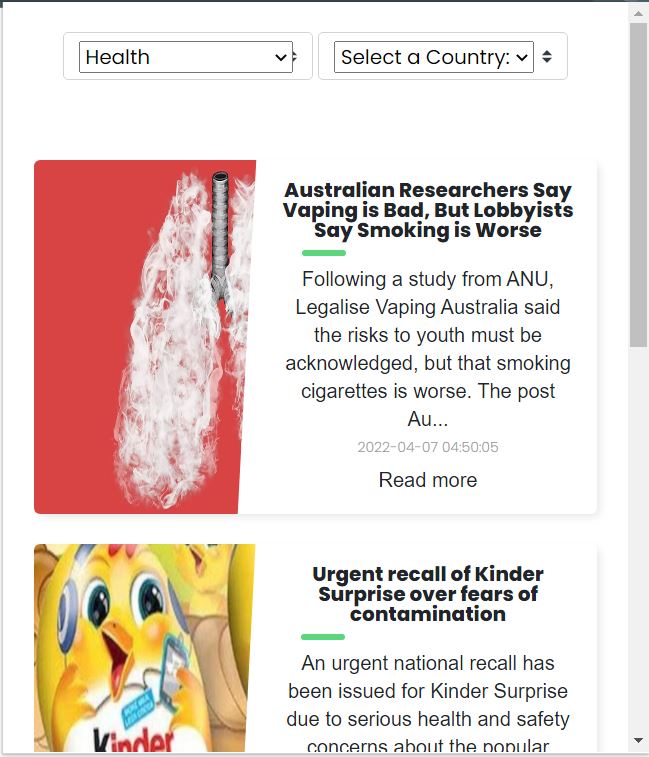 Health
Select a Country:
Australian Researchers Say
Vaping is Bad, But Lobbyists
Say Smoking is Worse
Following a study from ANU,
Legalise Vaping Australia said
the risks to youth must be
acknowledged, but that smoking
cigarettes is worse. The post
Au...
2022-04-07 04:50:05
Read more
Urgent recall of Kinder
Surprise over fears of
contamination
An urgent national recall has
been issued for Kinder Surprise
due to serious health and safety
concerns about the popular
kinder